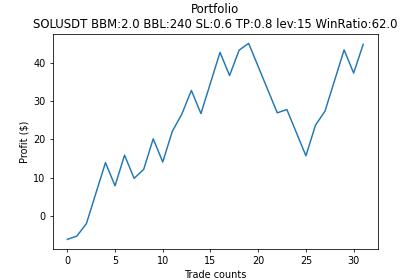 Portfolio
SOLUSDT BBM:2.0 BBL:240 SL:0.6 TP:0.8 lev:15 WinRatio:62.0
40
30
20
10
0
Profit ($)
0 5 10 15 20 25 30
Trade counts